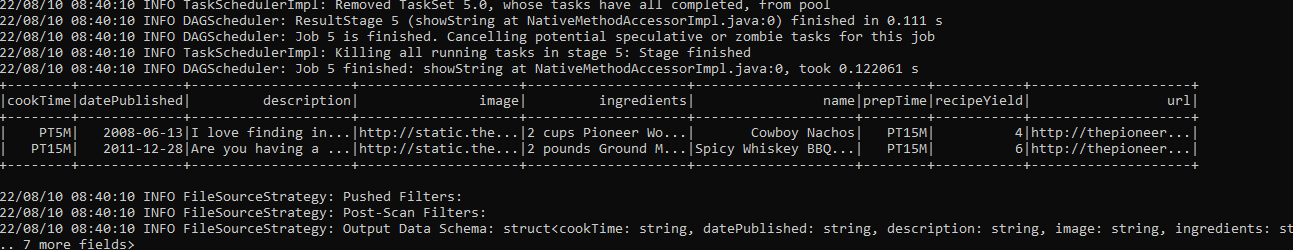 22/08/10 08:40:10 INFO TaskSchedulerImpl: Removed TaskSet 5.0, whose tasks have all completed, from pool
22/08/10 08:40:10 INFO DAGScheduler: ResultStage 5 (showString at NativeMethodAccessorImpl.java:0) finished in 0.111 s
22/08/10 08:40:10 INFO DAGScheduler: Job 5 is finished. Cancelling potential speculative or zombie tasks for this job
22/08/10 08:40:10 INFO TaskSchedulerImpl: Killing all running tasks in stage 5: Stage finished
22/08/10 08:40:10 INFO DAGScheduler: Job 5 finished: showString at NativeMethodAccessorImpl.java:0, took 0.122061 s
+--------+-------------+--------------------+--------------------+--------------------+--------------------+--------+-----------+--------------------+
|cookTime|datePublished|         description|               image|         ingredients|                name|prepTime|recipeYield|                 url|
+--------+-------------+--------------------+--------------------+--------------------+--------------------+--------+-----------+--------------------+
|    PT5M|   2008-06-13|I love finding in...|http://static.the...|2 cups Pioneer Wo...|       Cowboy Nachos|   PT15M|          4|http://thepioneer...|
|   PT15M|   2011-12-28|Are you having a ...|http://static.the...|2 pounds Ground M...|Spicy Whiskey BBQ...|   PT15M|          6|http://thepioneer...|
+--------+-------------+--------------------+--------------------+--------------------+--------------------+--------+-----------+--------------------+
22/08/10 08:40:10 INFO FileSourceStrategy: Pushed Filters:
22/08/10 08:40:10 INFO FileSourceStrategy: Post-Scan Filters:
22/08/10 08:40:10 INFO FileSourceStrategy: Output Data Schema: struct<cookTime: string, datePublished: string, description: string, image: string, ingredients: st
.. 7 more fields>